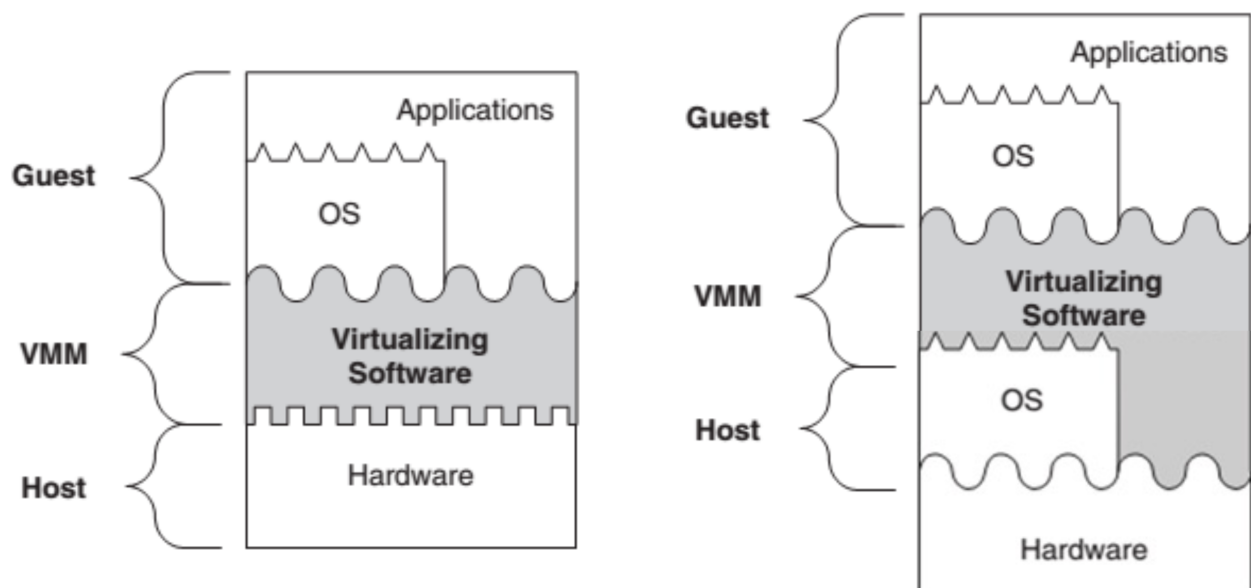 Applications
Guest
OS
VMM
Virtualizing
Software
Host
Hardware
Applications
Guest
OS
VMM
Virtualizing
Software
Host
OS
Hardware